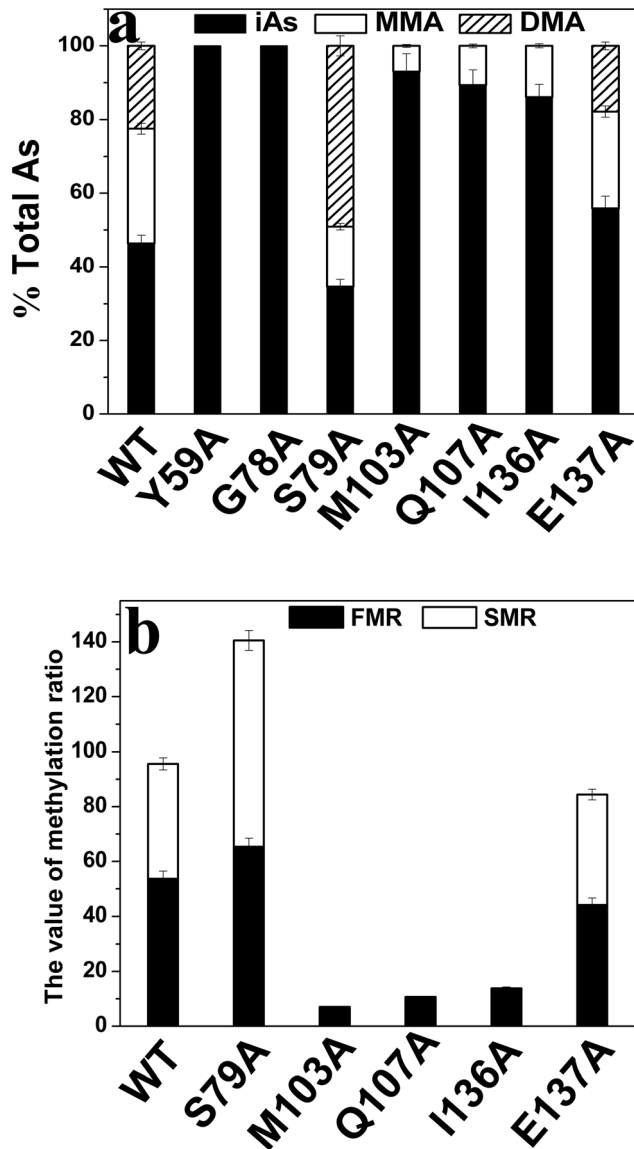 a
iAs MMA DMA
100
80
60
40
20
0
% Total As
WT Y59A G78A S79A M103A Q107A I136A E137A
b
FMR SMR
140
120
100
80
60
40
20
0
The value of methylation ratio
WT S79A M103A Q107A I136A E137A